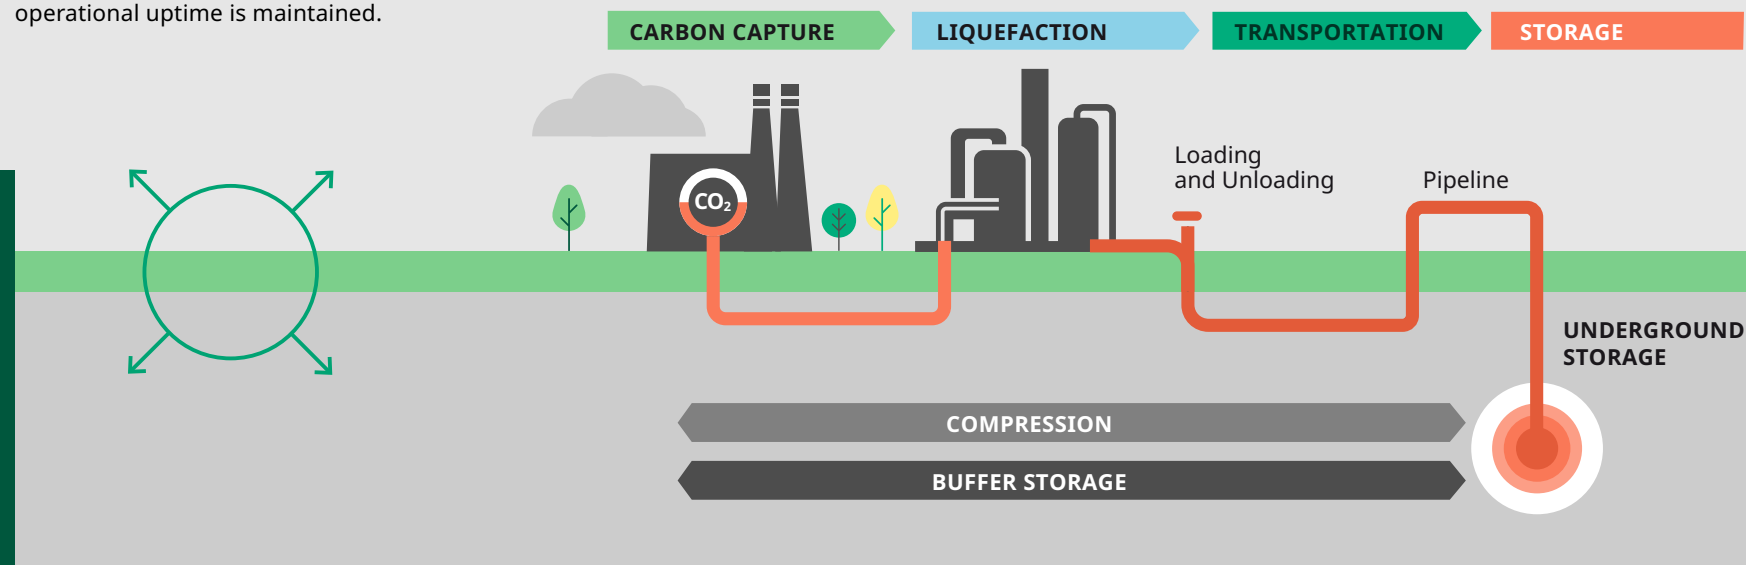 operational uptime is maintained.
CARBON CAPTURE
LIQUEFACTION
TRANSPORTATION
STORAGE
CO₂
Loading
and Unloading
Pipeline
UNDERGROUND
STORAGE
COMPRESSION
BUFFER STORAGE